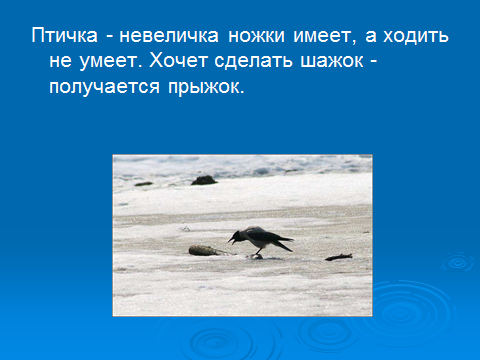 Птичка - невеличка ножки имеет, а ходить
не умеет. Хочет сделать шажок -
получается прыжок.